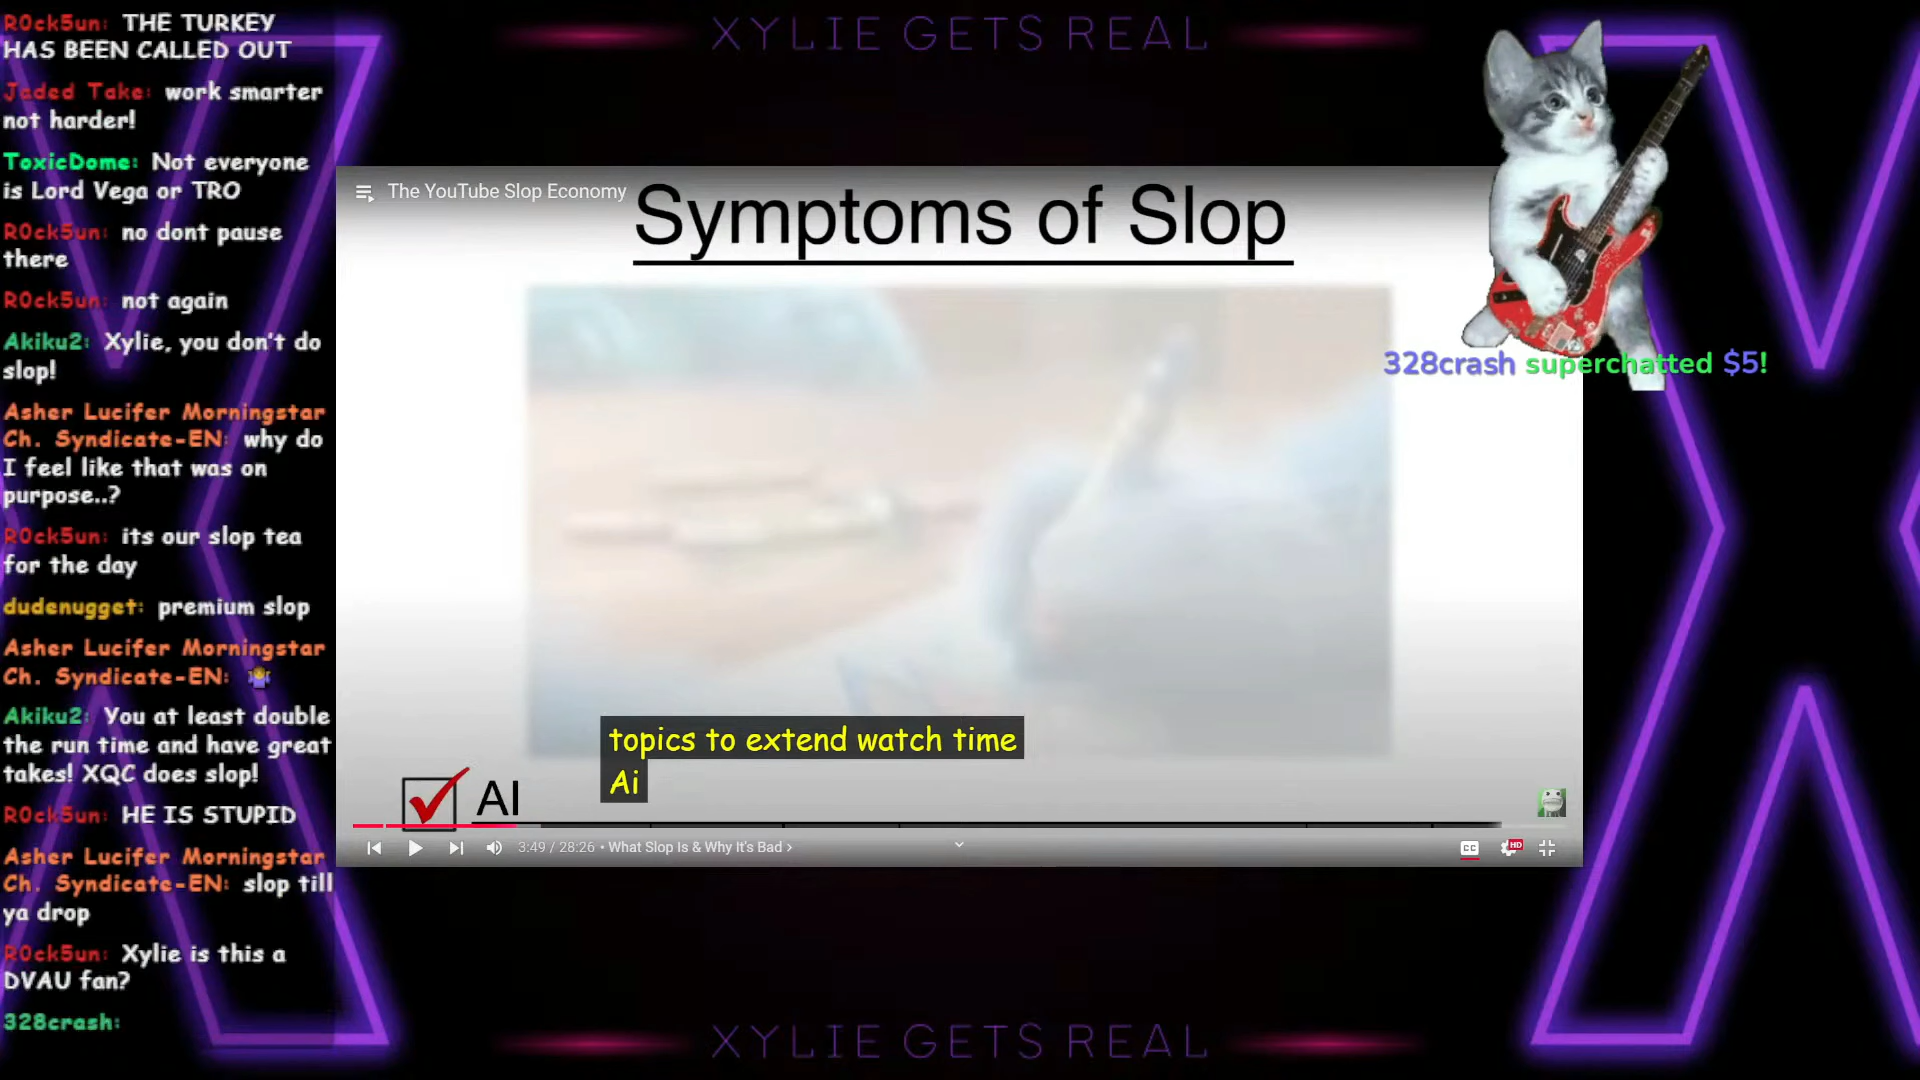 XYLIE GETS REAL
R0ck5un: THE TURKEY
HAS BEEN CALLED OUT
Jaded Take: work smarter
not harder!
ToxicDome: Not everyone
is Lord Vega or TRO
R0ck5un: no dont pause
there
R0ck5un: not again
Akiku2: Xylie, you don't do
slop!
Asher Lucifer Morningstar
Ch. Syndicate-EN: why do
I feel like that was on
purpose..?
R0ck5un: its our slop tea
for the day
dudenugget: premium slop
Asher Lucifer Morningstar
Ch. Syndicate-EN:
Akiku2: You at least double
the run time and have great
takes! XQC does slop!
R0ck5un: HE IS STUPID
Asher Lucifer Morningstar
Ch. Syndicate-EN: slop till
ya drop
R0ck5un: Xylie is this a
DVAU fan?
328crash:
The YouTube Slop Economy
Symptoms of Slop
328crash superchatted $5!
topics to extend watch time
Ai
AI
3:49 / 28:26 • What Slop Is & Why It's Bad >
CC
HD
XYLIE GETS REAL